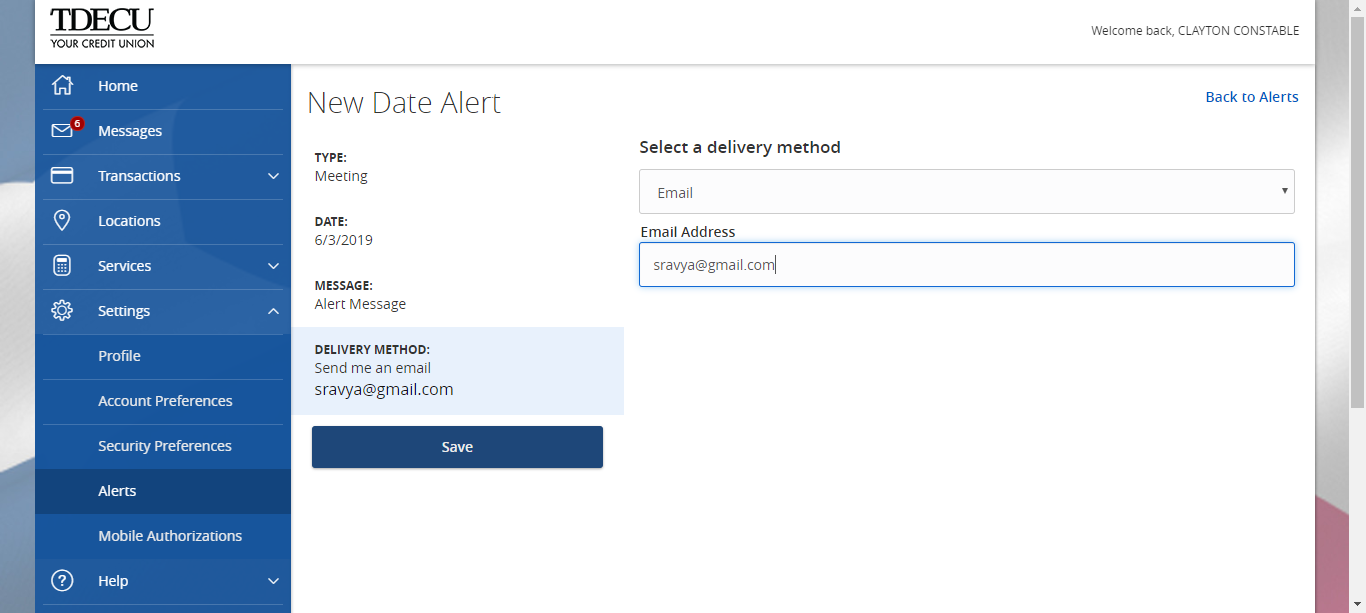 TDECU
YOUR CREDIT UNION
Welcome back, CLAYTON CONSTABLE
Home
6
Messages
Transactions
Locations
Services
Settings
Profile
Account Preferences
Security Preferences
Alerts
Mobile Authorizations
? Help
New Date Alert
Back to Alerts
TYPE:
Meeting
DATE:
6/3/2019
MESSAGE:
Alert Message
DELIVERY METHOD:
Send me an email
sravya@gmail.com
Save
Select a delivery method
Email
Email Address
sravya@gmail.com